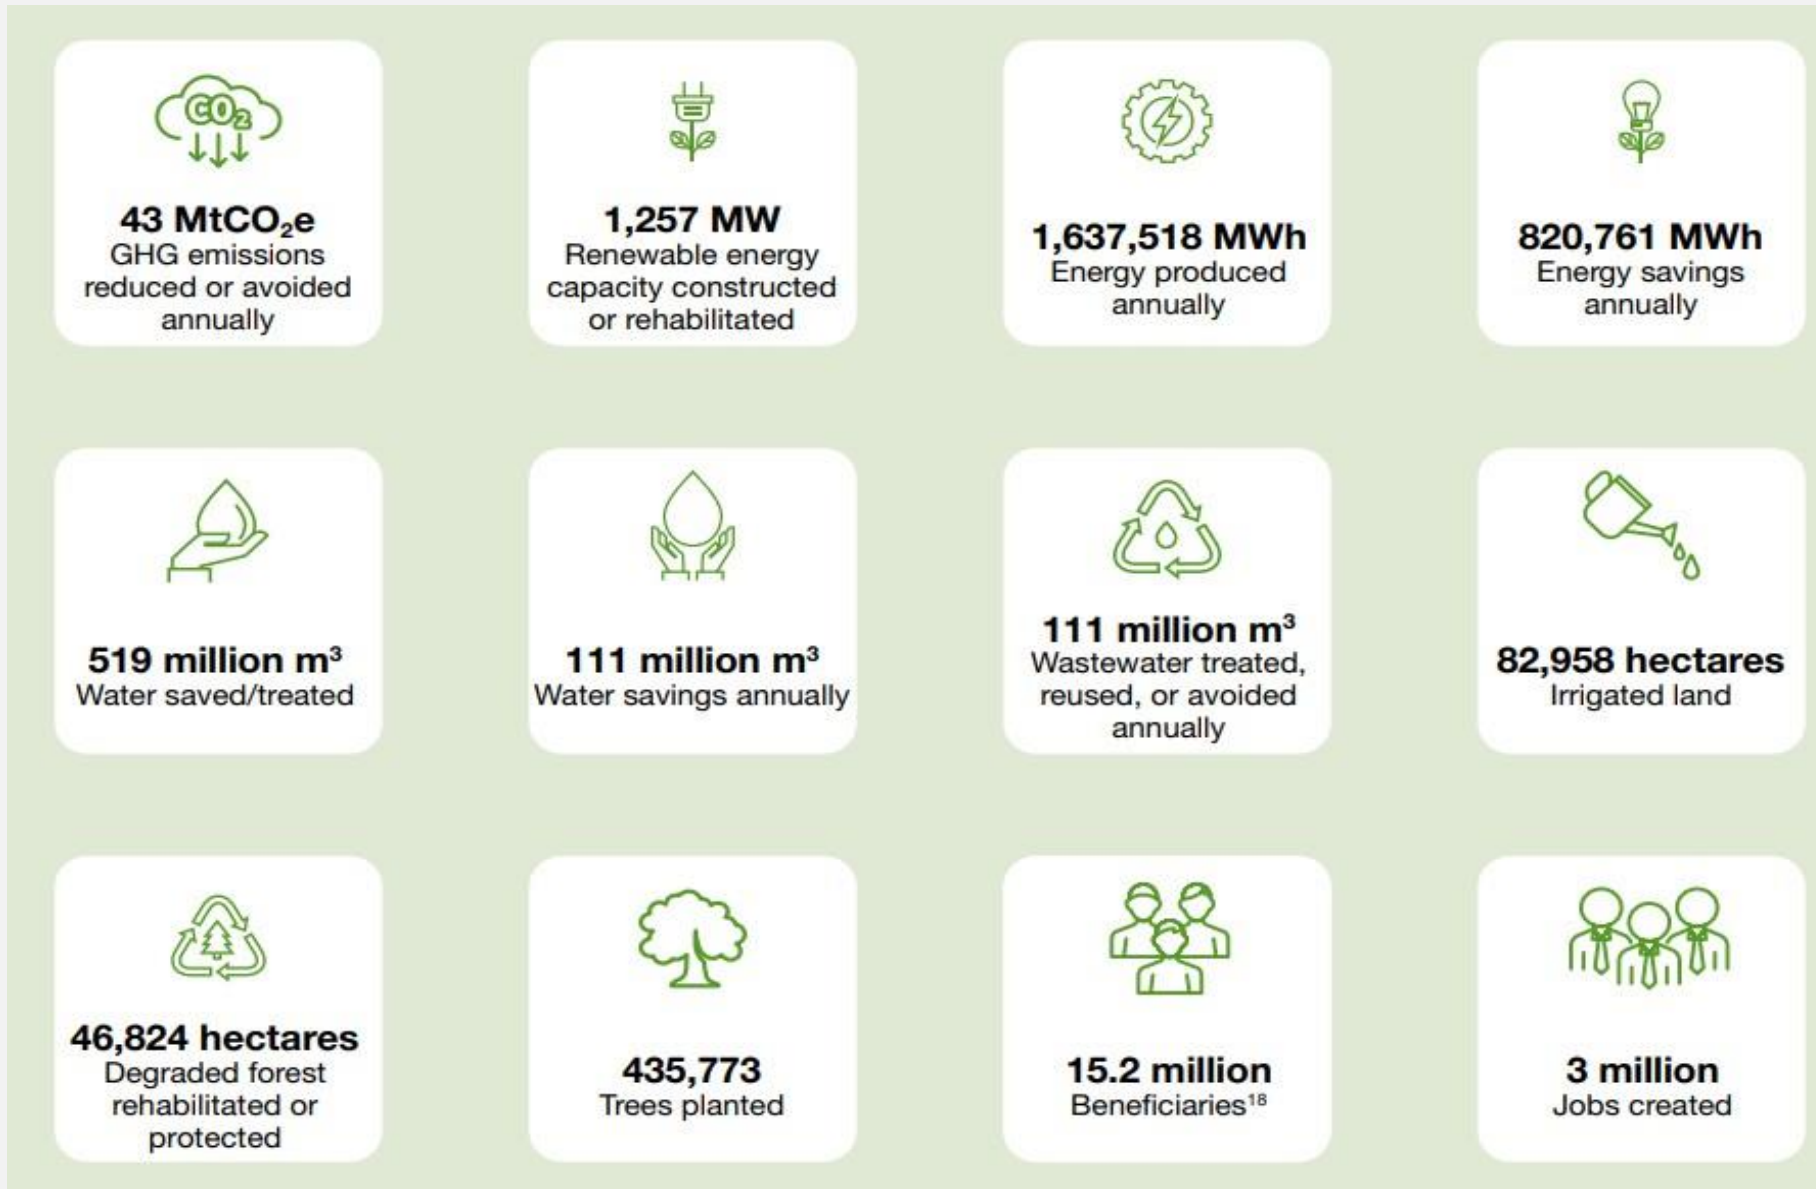 CO₂
43 MtCO₂e
GHG emissions
reduced or avoided
annually
1,257 MW
Renewable energy
capacity constructed
or rehabilitated
1,637,518 MWh
Energy produced
annually
820,761 MWh
Energy savings
annually
519 million m³
Water saved/treated
111 million m³
Water savings annually
111 million m³
Wastewater treated,
reused, or avoided
annually
82,958 hectares
Irrigated land
46,824 hectares
Degraded forest
rehabilitated or
protected
435,773
Trees planted
15.2 million
Beneficiaries¹⁸
3 million
Jobs created